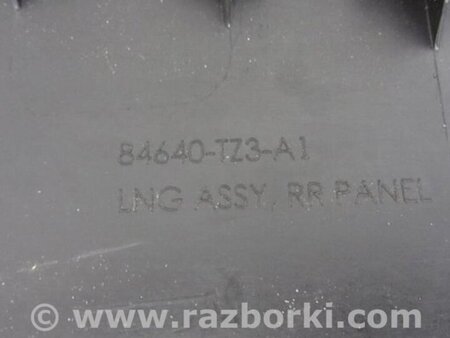 84640-TZ3-A1
LNG ASSY, RR PANEL
© www.razborki.com